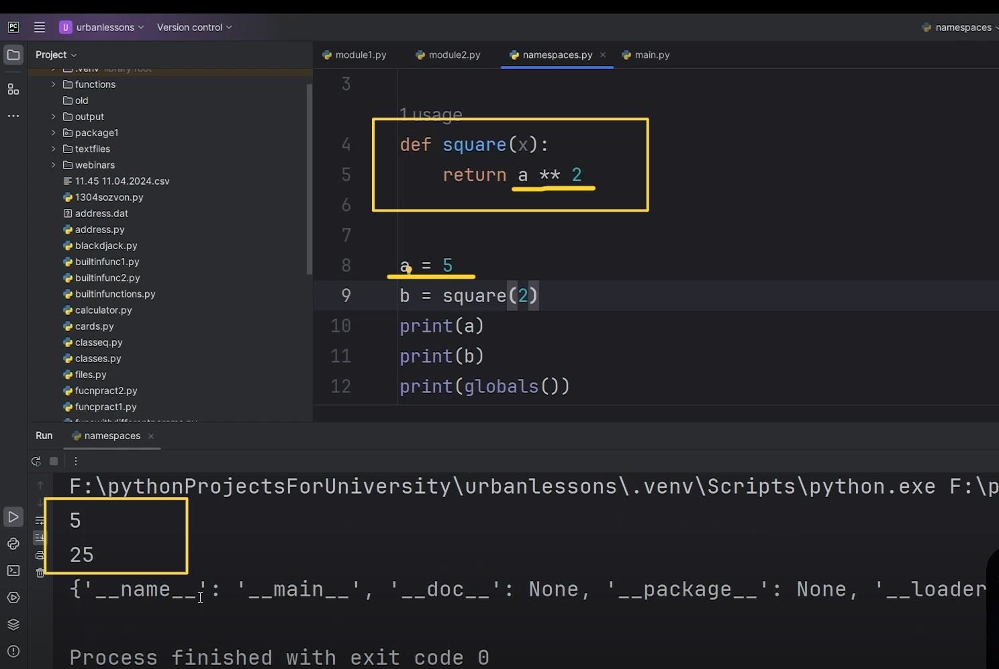 PC
U urbanlessons
Version control
namespaces
Project
module1.py
module2.py
namespaces.py
main.py
.venv library root
functions
old
output
package1
textfiles
webinars
11.45 11.04.2024.csv
1304sozvon.py
address.dat
address.py
blackdjack.py
builtinfunc1.py
builtinfunc2.py
builtinfunctions.py
calculator.py
cards.py
classeq.py
classes.py
files.py
fucnpract2.py
funcpract1.py
3
1 usage
4 def square(x):
5 return a ** 2
6
7
8 a = 5
9 b = square(2)
10 print(a)
11 print(b)
12 print(globals())
Run
namespaces
F:\pythonProjectsForUniversity\urbanlessons\.venv\Scripts\python.exe F:\p
5
25
{'__name__': '__main__', '__doc__': None, '__package__': None, '__loader
Process finished with exit code 0